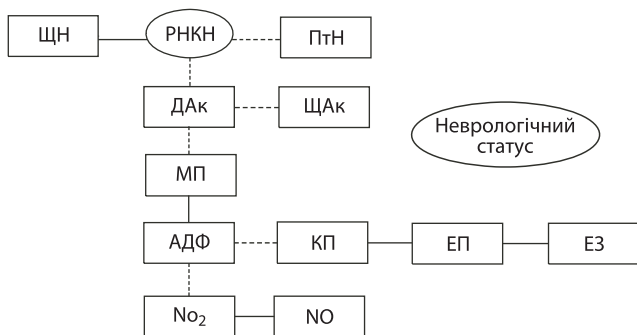 ЩН
РНКН
ПтН
ДАк
ЩАк
Неврологічний
статус
МП
АДФ
КП
ЕП
ЕЗ
No₂
NO